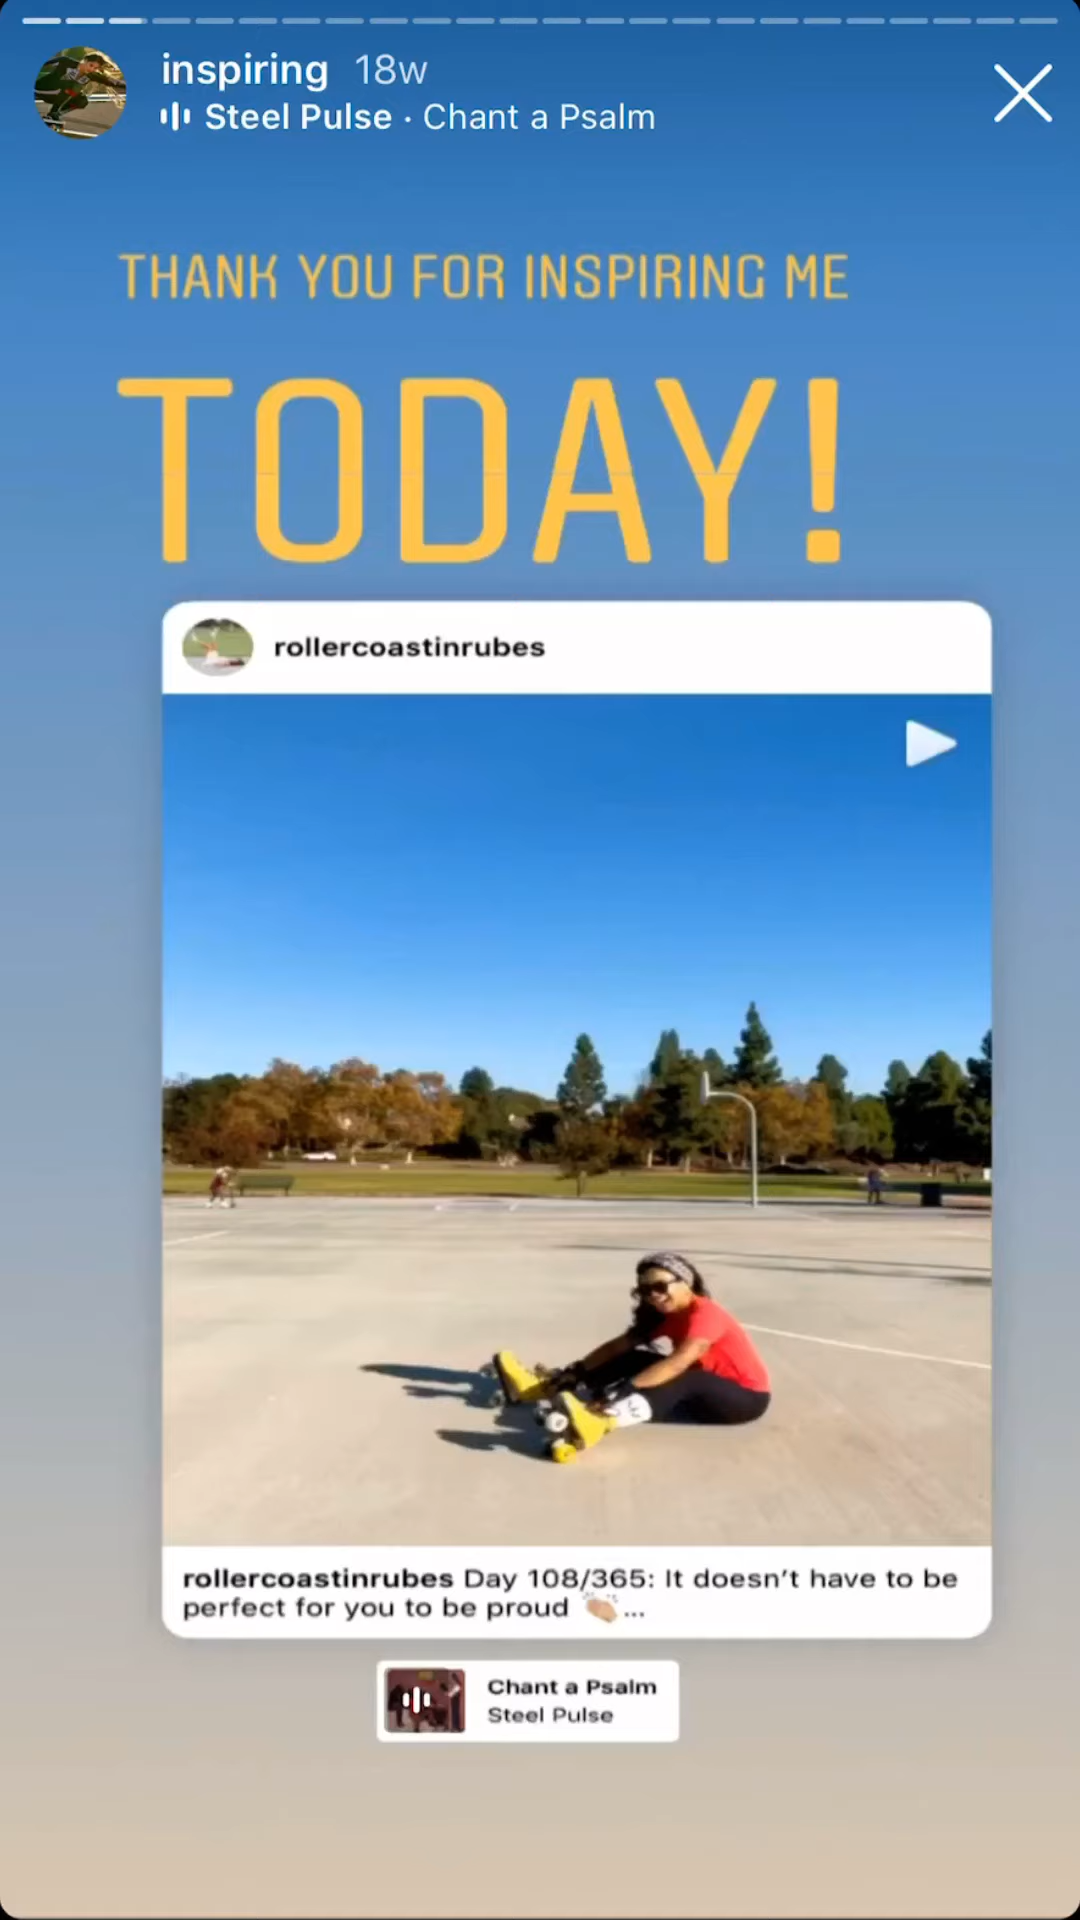 inspiring 18w
Steel Pulse · Chant a Psalm
THANK YOU FOR INSPIRING ME
TODAY!
rollercoastinrubes
rollercoastinrubes Day 108/365: It doesn't have to be
perfect for you to be proud 👏🏼...
Chant a Psalm
Steel Pulse